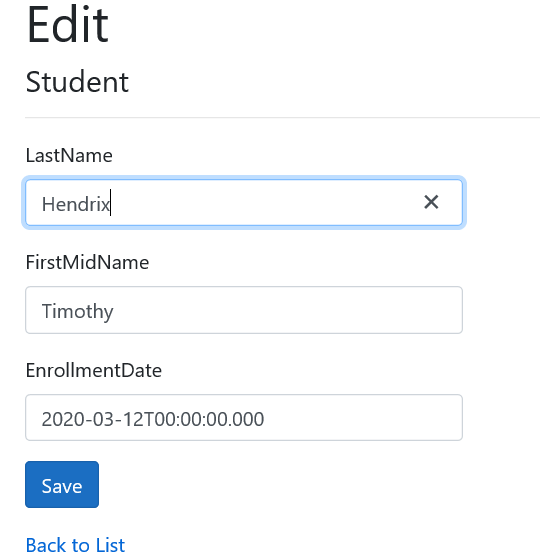 Edit
Student
LastName
Hendrix
FirstMidName
Timothy
EnrollmentDate
2020-03-12T00:00:00.000
Save
Back to List